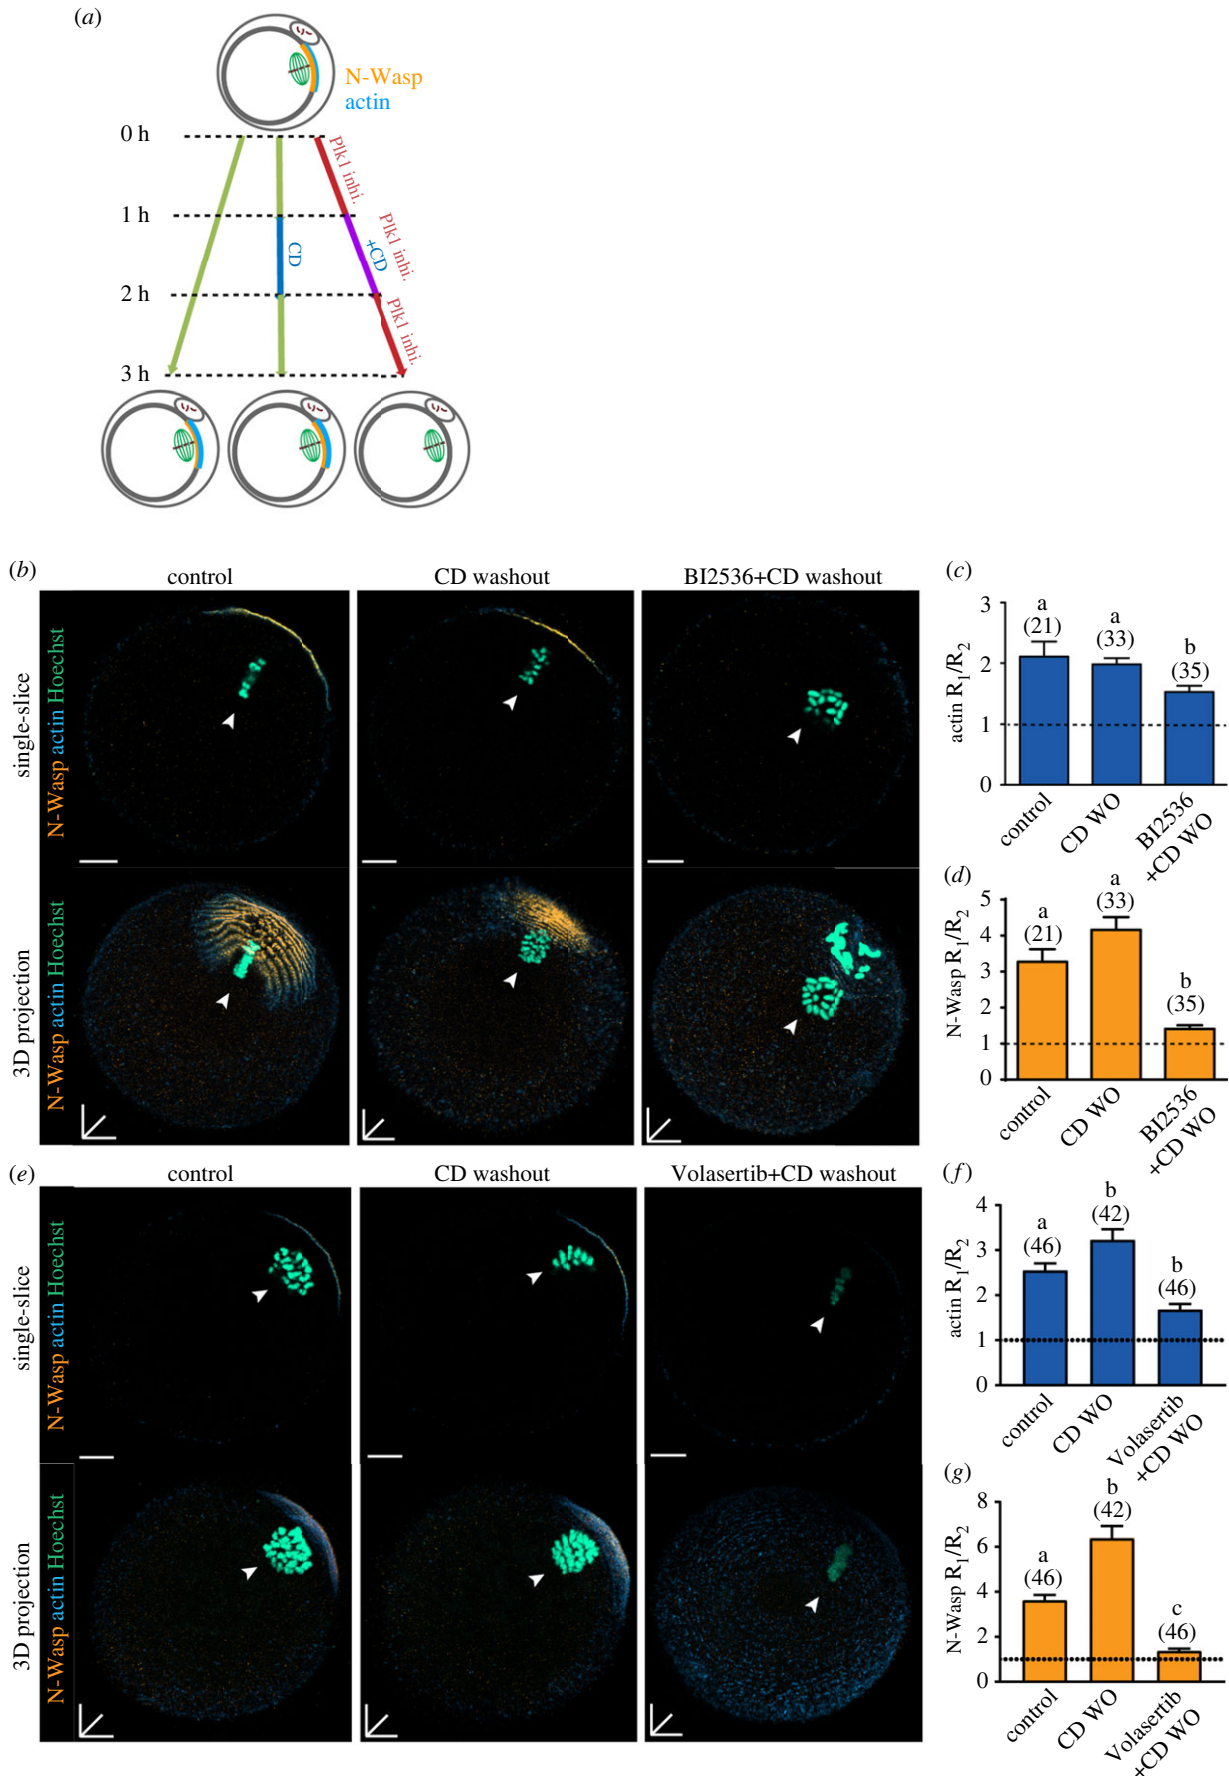 (a)
N-Wasp
actin
0 h
Plk1 inhi.
1 h
CD
Plk1 inhi.
+CD
2 h
Plk1 inhi.
3 h
(b)
control
CD washout
BI2536+CD washout
single-slice
N-Wasp actin Hoechst
3D projection
N-Wasp actin Hoechst
(c)
actin R1/R2
3
2
1
0
a
(21)
a
(33)
b
(35)
control
CD WO
BI2536
+CD WO
(d)
N-Wasp R1/R2
5
4
3
2
1
0
a
(21)
a
(33)
b
(35)
control
CD WO
BI2536
+CD WO
(e)
control
CD washout
Volasertib+CD washout
single-slice
N-Wasp actin Hoechst
3D projection
N-Wasp actin Hoechst
(f)
actin R1/R2
4
3
2
1
0
a
(46)
b
(42)
b
(46)
control
CD WO
Volasertib
+CD WO
(g)
N-Wasp R1/R2
8
6
4
2
0
a
(46)
b
(42)
c
(46)
control
CD WO
Volasertib
+CD WO